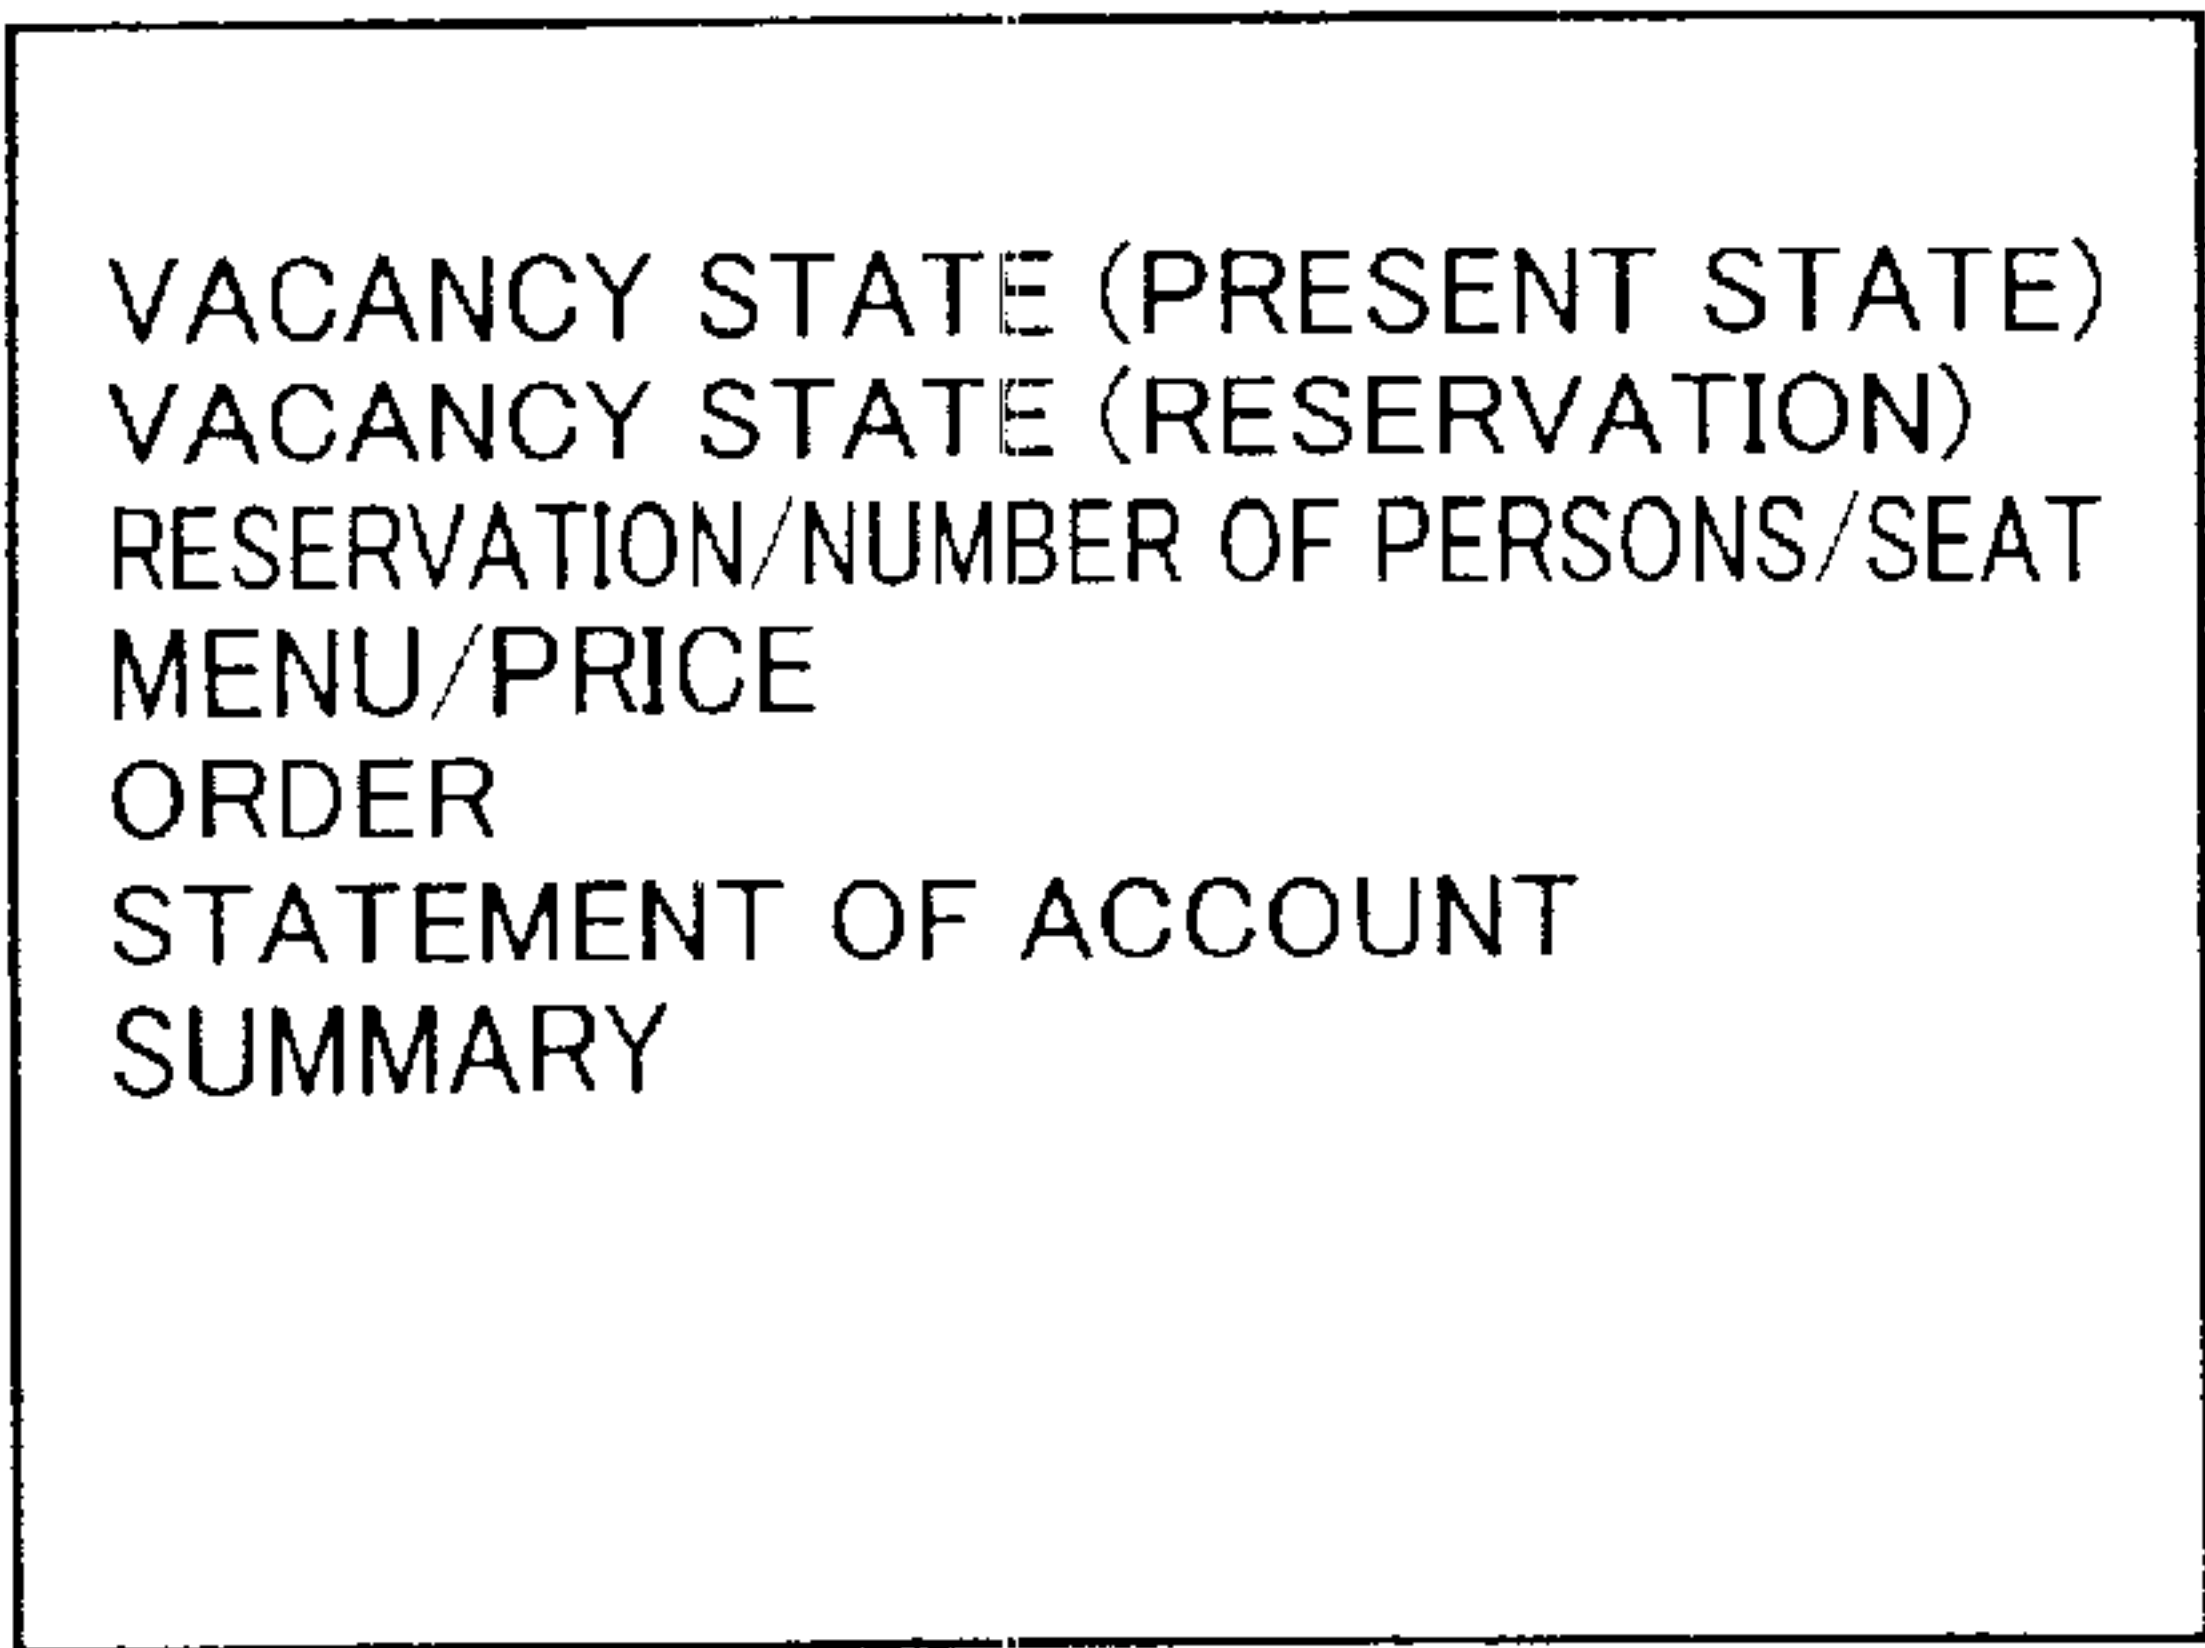 VACANCY STATE (PRESENT STATE)
VACANCY STATE (RESERVATION)
RESERVATION/NUMBER OF PERSONS/SEAT
MENU/PRICE
ORDER
STATEMENT OF ACCOUNT
SUMMARY